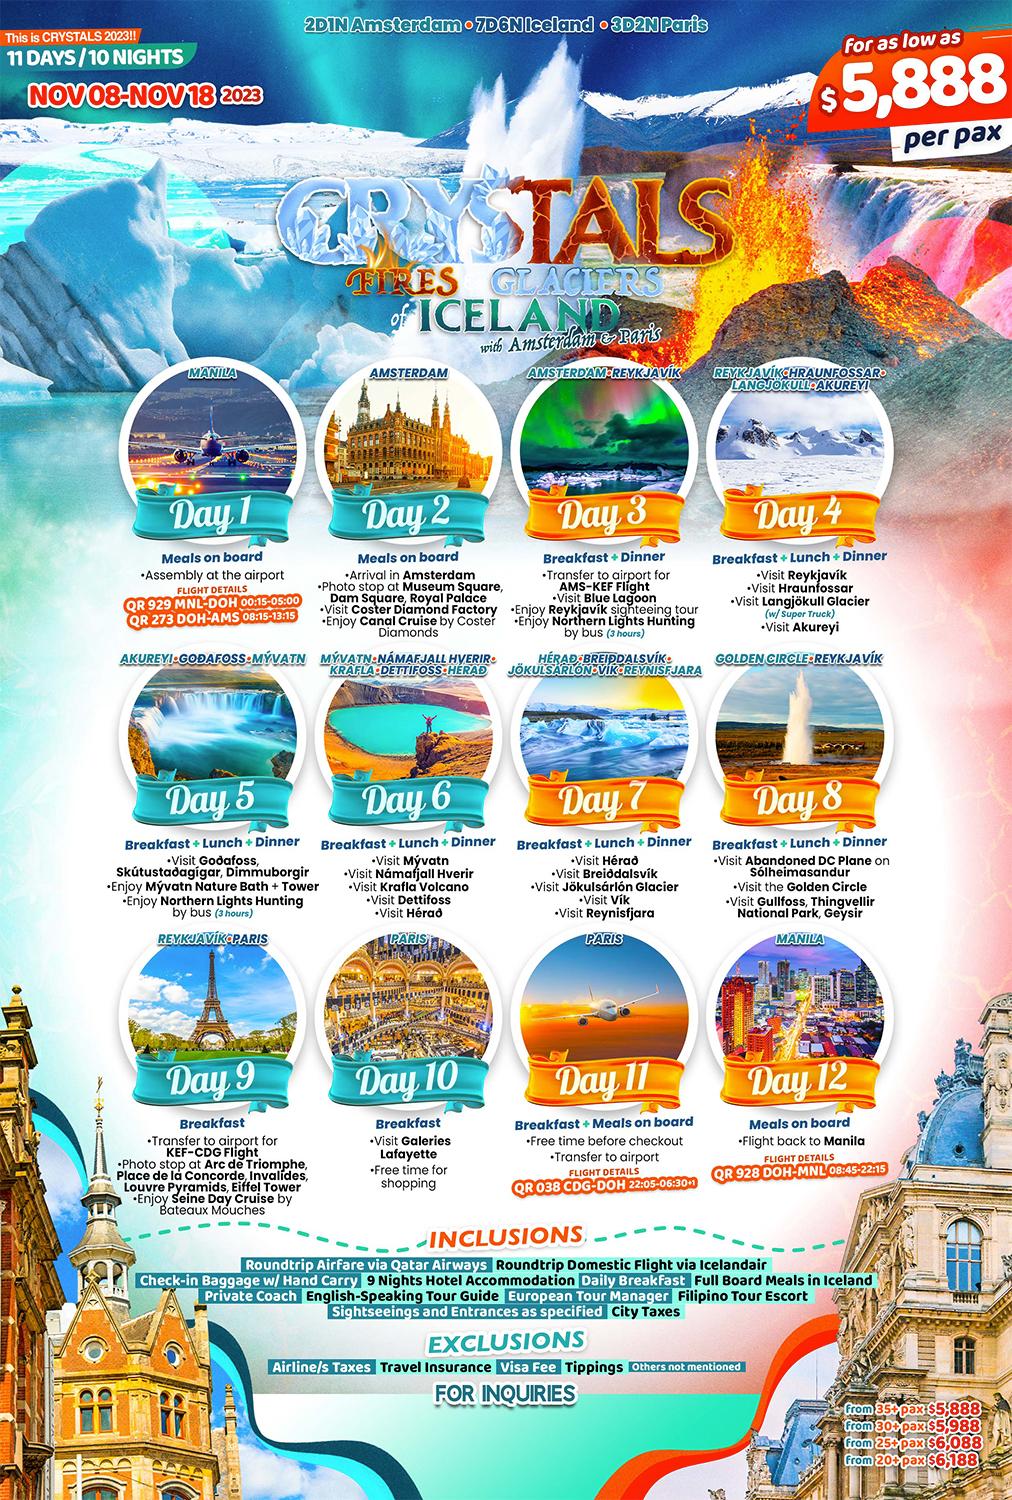 2D1N Amsterdam • 7D6N Iceland • 3D2N Paris
This is CRYSTALS 2023!!
11 DAYS / 10 NIGHTS
NOV 08-NOV 18 2023
for as low as
$5,888
per pax
CRYSTALS
FIRES GLACIERS
of ICELAND
with Amsterdam & Paris
MANILA
Day 1
Meals on board
•Assembly at the airport
FLIGHT DETAILS
QR 929 MNL-DOH 00:15-05:00
QR 273 DOH-AMS 08:15-13:15
AMSTERDAM
Day 2
Meals on board
•Arrival in Amsterdam
•Photo stop at Museum Square,
Dam Square, Royal Palace
•Visit Coster Diamond Factory
•Enjoy Canal Cruise by Coster
Diamonds
AMSTERDAM•REYKJAVÍK
Day 3
Breakfast + Dinner
•Transfer to airport for
AMS-KEF Flight
•Visit Blue Lagoon
•Enjoy Reykjavík sighteeing tour
•Enjoy Northern Lights Hunting
by bus (3 hours)
REYKJAVÍK•HRAUNFOSSAR•
LANGJÖKULL•AKUREYI
Day 4
Breakfast + Lunch + Dinner
•Visit Reykjavík
•Visit Hraunfossar
•Visit Langjökull Glacier
(w/ Super Truck)
•Visit Akureyi
AKUREYI•GOÐAFOSS•MÝVATN
Day 5
Breakfast + Lunch + Dinner
•Visit Goðafoss,
Skútustaðagígar, Dimmuborgir
•Enjoy Mývatn Nature Bath + Tower
•Enjoy Northern Lights Hunting
by bus (3 hours)
MÝVATN•NÁMAFJALL HVERIR•
KRAFLA•DETTIFOSS•HÉRAÐ
Day 6
Breakfast + Lunch + Dinner
•Visit Mývatn
•Visit Námafjall Hverir
•Visit Krafla Volcano
•Visit Dettifoss
•Visit Hérað
HÉRAÐ•BREIÐDALSVÍK•
JÖKULSÁRLÓN•VÍK•REYNISFJARA
Day 7
Breakfast + Lunch + Dinner
•Visit Hérað
•Visit Breiðdalsvík
•Visit Jökulsárlón Glacier
•Visit Vík
•Visit Reynisfjara
GOLDEN CIRCLE•REYKJAVÍK
Day 8
Breakfast + Lunch + Dinner
•Visit Abandoned DC Plane on
Sólheimasandur
•Visit the Golden Circle
•Visit Gullfoss, Thingvellir
National Park, Geysir
REYKJAVÍK•PARIS
Day 9
Breakfast
•Transfer to airport for
KEF-CDG Flight
•Photo stop at Arc de Triomphe,
Place de la Concorde, Invalides,
Louvre Pyramids, Eiffel Tower
•Enjoy Seine Day Cruise by
Bateaux Mouches
PARIS
Day 10
Breakfast
•Visit Galeries
Lafayette
•Free time for
shopping
PARIS
Day 11
Breakfast + Meals on board
•Free time before checkout
•Transfer to airport
FLIGHT DETAILS
QR 038 CDG-DOH 22:05-06:30+1
MANILA
Day 12
Meals on board
•Flight back to Manila
FLIGHT DETAILS
QR 928 DOH-MNL 08:45-22:15
INCLUSIONS
Roundtrip Airfare via Qatar Airways Roundtrip Domestic Flight via Icelandair
Check-in Baggage w/ Hand Carry 9 Nights Hotel Accommodation Daily Breakfast Full Board Meals in Iceland
Private Coach English-Speaking Tour Guide European Tour Manager Filipino Tour Escort
Sightseeings and Entrances as specified City Taxes
EXCLUSIONS
Airline/s Taxes Travel Insurance Visa Fee Tippings Others not mentioned
FOR INQUIRIES
from 35+ pax $5,888
from 30+ pax $5,988
from 25+ pax $6,088
from 20+ pax $6,188